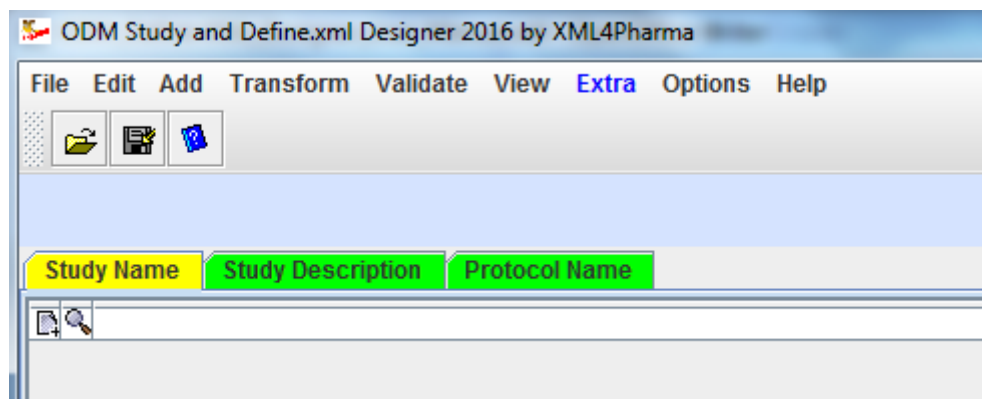 ODM Study and Define.xml Designer 2016 by XML4Pharma
File Edit Add Transform Validate View Extra Options Help
Study Name Study Description Protocol Name